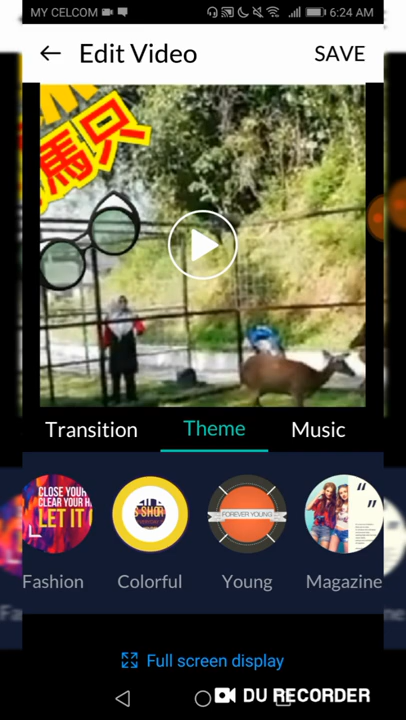 MY CELCOM
6:24 AM
Edit Video
SAVE
馬只
Transition
Theme
Music
CLOSE YOUR
CLEAR YOUR H
LET IT
FOREVER YOUNG
Fashion
Colorful
Young
Magazine
Full screen display
DU RECORDER